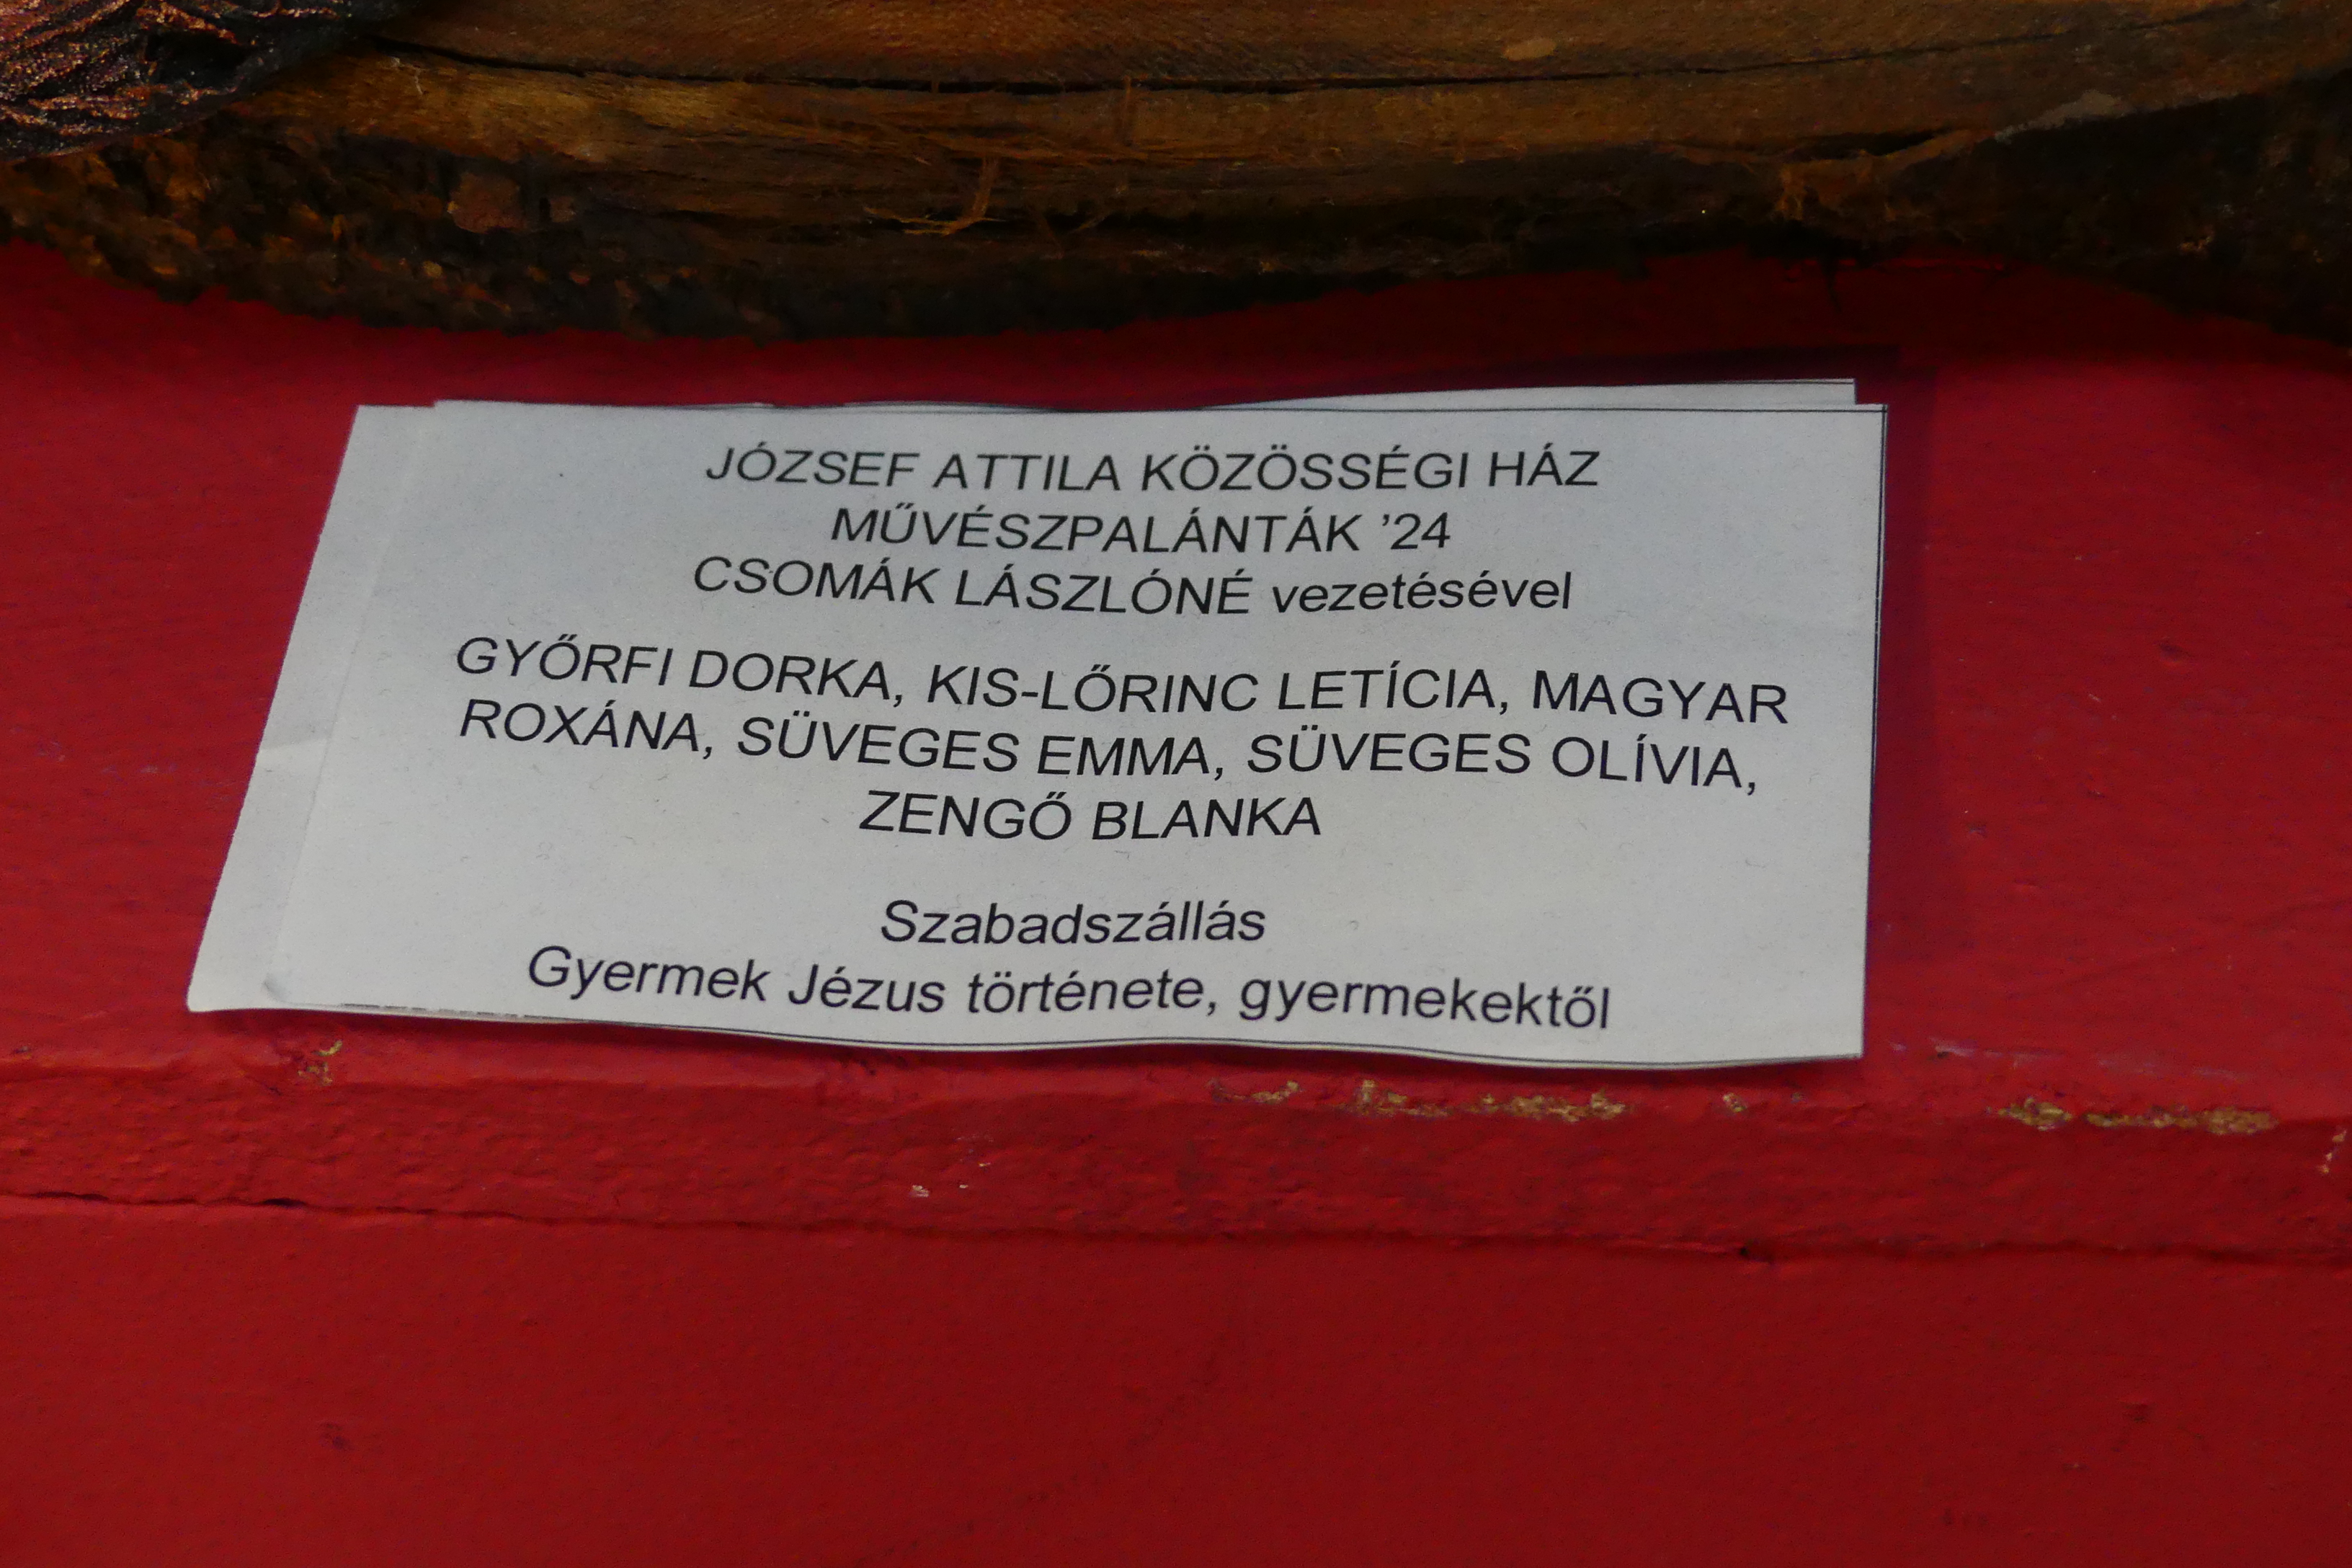 JÓZSEF ATTILA KÖZÖSSÉGI HÁZ
MŰVÉSZPALÁNTÁK ’24
CSOMÁK LÁSZLÓNÉ vezetésével
GYŐRFI DORKA, KIS-LŐRINC LETÍCIA, MAGYAR
ROXÁNA, SÜVEGES EMMA, SÜVEGES OLÍVIA,
ZENGŐ BLANKA
Szabadszállás
Gyermek Jézus története, gyermekektől